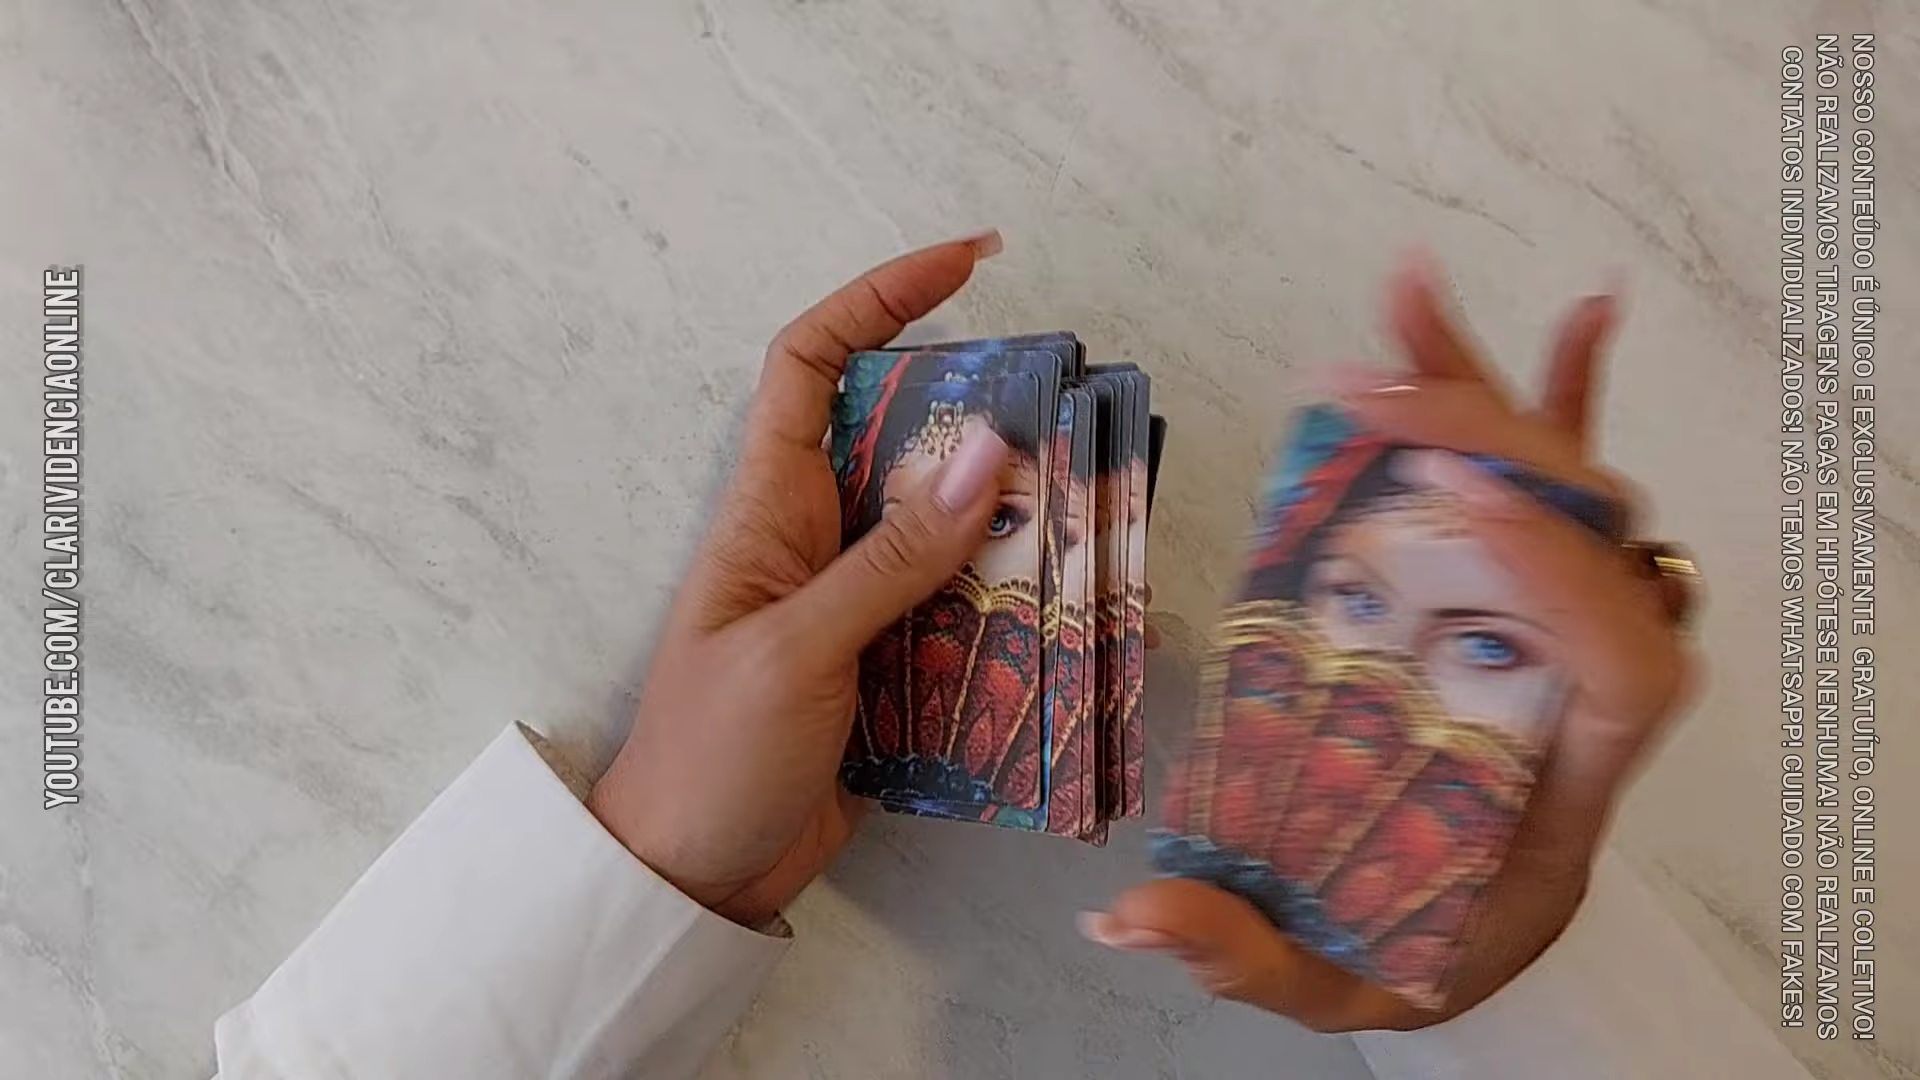 YOUTUBE.COM/CLARIVIDENCIAONLINE
NOSSO CONTEÚDO É ÚNICO E EXCLUSIVAMENTE GRATUÍTO, ONLINE E COLETIVO!
NÃO REALIZAMOS TIRAGENS PAGAS EM HIPÓTESE NENHUMA! NÃO REALIZAMOS
CONTATOS INDIVIDUALIZADOS! NÃO TEMOS WHATSAPP! CUIDADO COM FAKES!